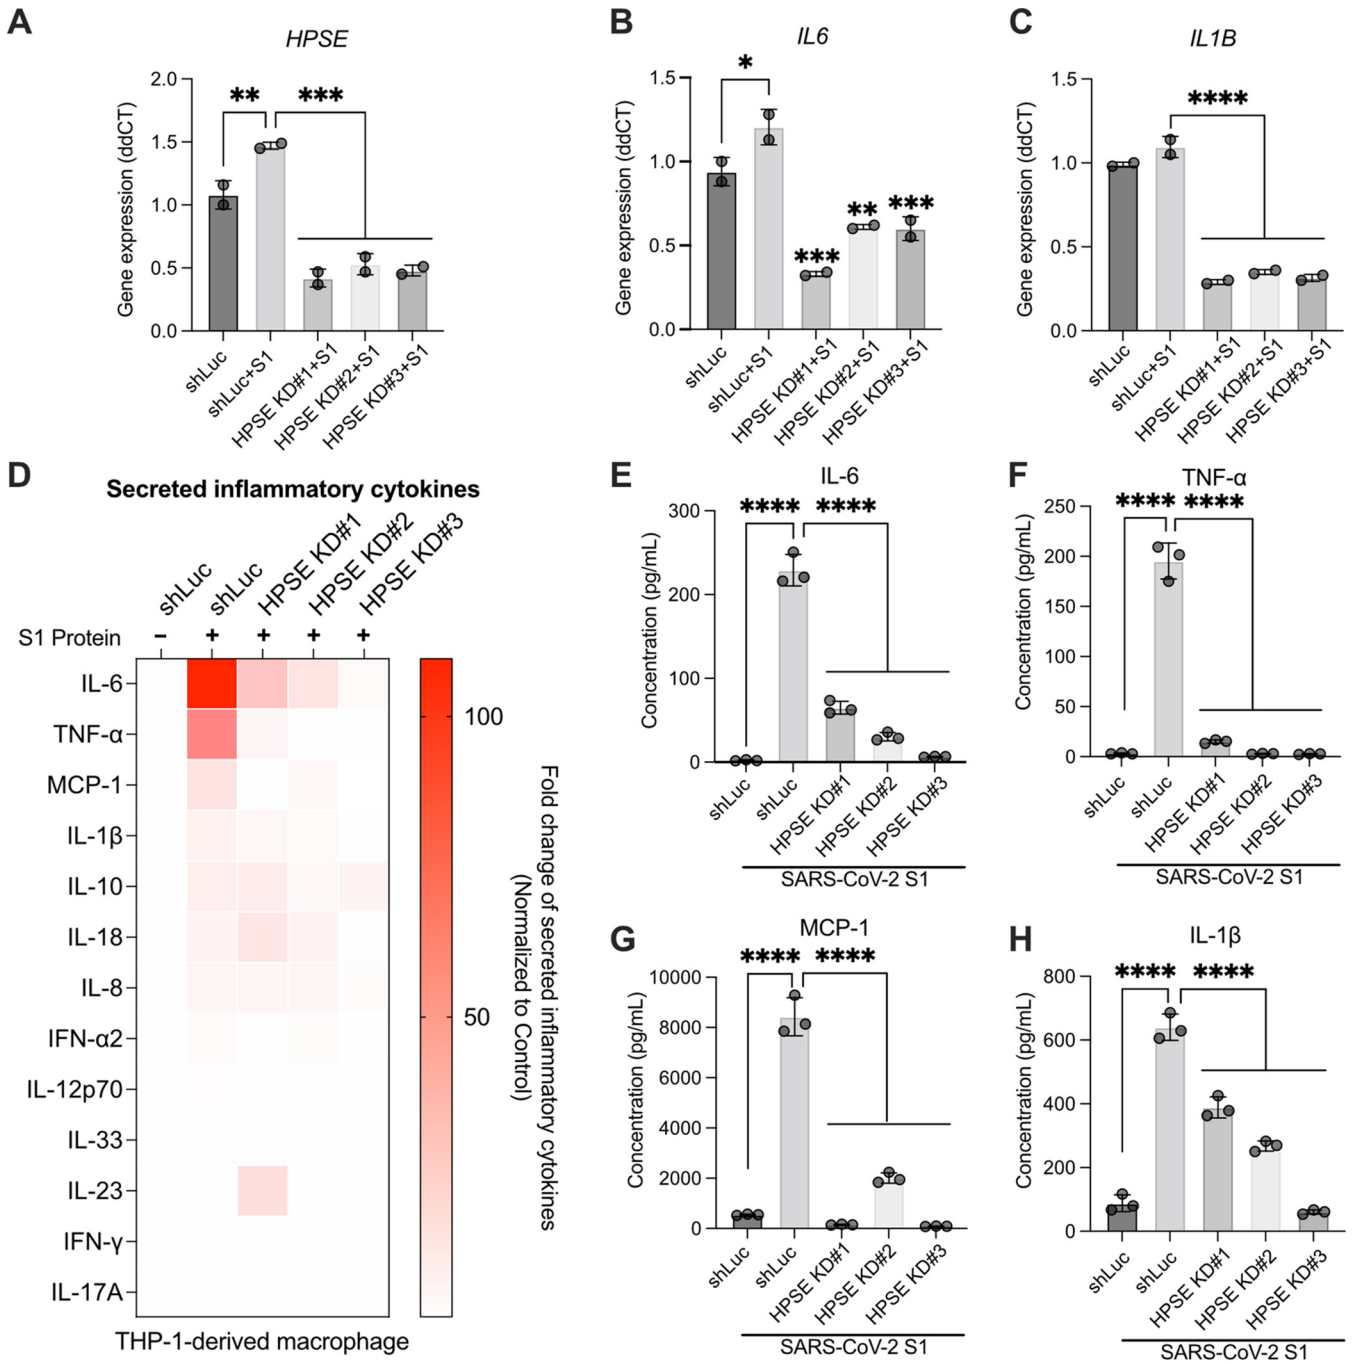 A
HPSE
Gene expression (ddCT)
2.0
1.5
1.0
0.5
0.0
** ***
shLuc
shLuc+S1
HPSE KD#1+S1
HPSE KD#2+S1
HPSE KD#3+S1
B
IL6
Gene expression (ddCT)
1.5
1.0
0.5
0.0
*
***
**
***
shLuc
shLuc+S1
HPSE KD#1+S1
HPSE KD#2+S1
HPSE KD#3+S1
C
IL1B
Gene expression (ddCT)
1.5
1.0
0.5
0.0
****
shLuc
shLuc+S1
HPSE KD#1+S1
HPSE KD#2+S1
HPSE KD#3+S1
D
Secreted inflammatory cytokines
shLuc
shLuc
HPSE KD#1
HPSE KD#2
HPSE KD#3
S1 Protein – + + + +
IL-6
TNF-α
MCP-1
IL-1β
IL-10
IL-18
IL-8
IFN-α2
IL-12p70
IL-33
IL-23
IFN-γ
IL-17A
THP-1-derived macrophage
100
50
Fold change of secreted inflammatory cytokines
(Normalized to Control)
E
IL-6
Concentration (pg/mL)
300
200
100
0
**** ****
shLuc
shLuc
HPSE KD#1
HPSE KD#2
HPSE KD#3
SARS-CoV-2 S1
F
TNF-α
Concentration (pg/mL)
250
200
150
100
50
0
**** ****
shLuc
shLuc
HPSE KD#1
HPSE KD#2
HPSE KD#3
SARS-CoV-2 S1
G
MCP-1
Concentration (pg/mL)
10000
8000
6000
4000
2000
0
**** ****
shLuc
shLuc
HPSE KD#1
HPSE KD#2
HPSE KD#3
SARS-CoV-2 S1
H
IL-1β
Concentration (pg/mL)
800
600
400
200
0
**** ****
shLuc
shLuc
HPSE KD#1
HPSE KD#2
HPSE KD#3
SARS-CoV-2 S1